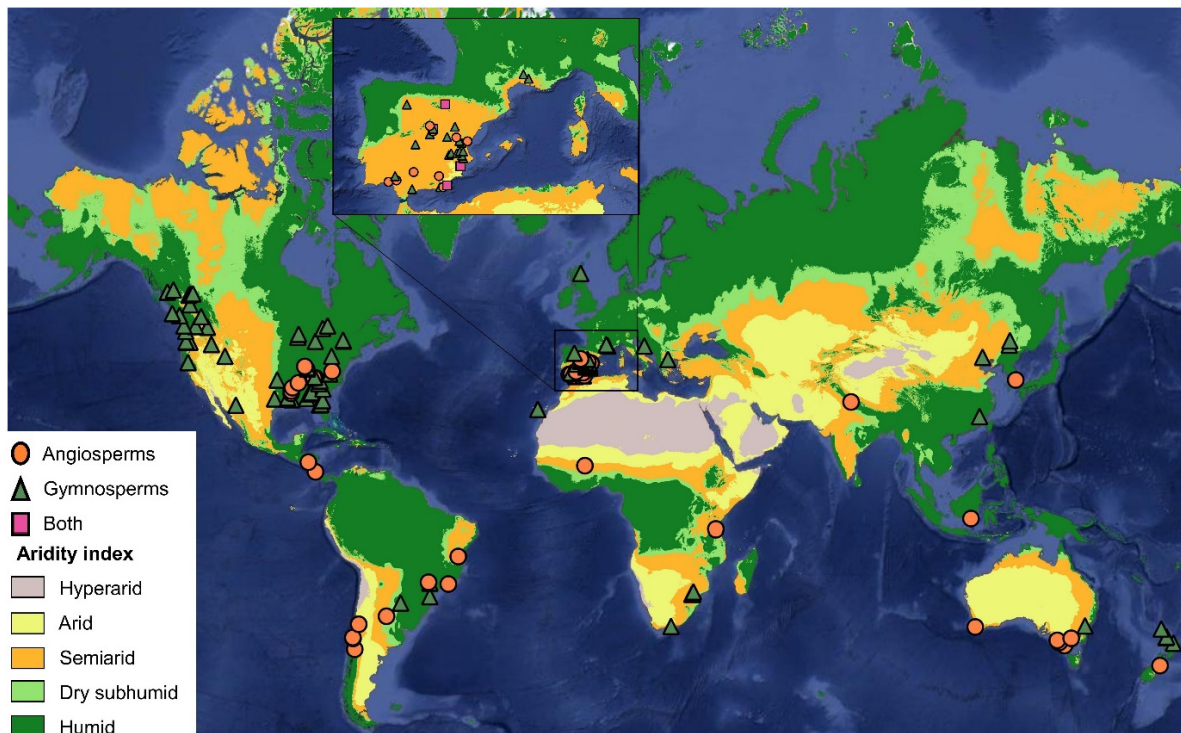 Angiosperms
Gymnosperms
Both
Aridity index
Hyperarid
Arid
Semiarid
Dry subhumid
Humid